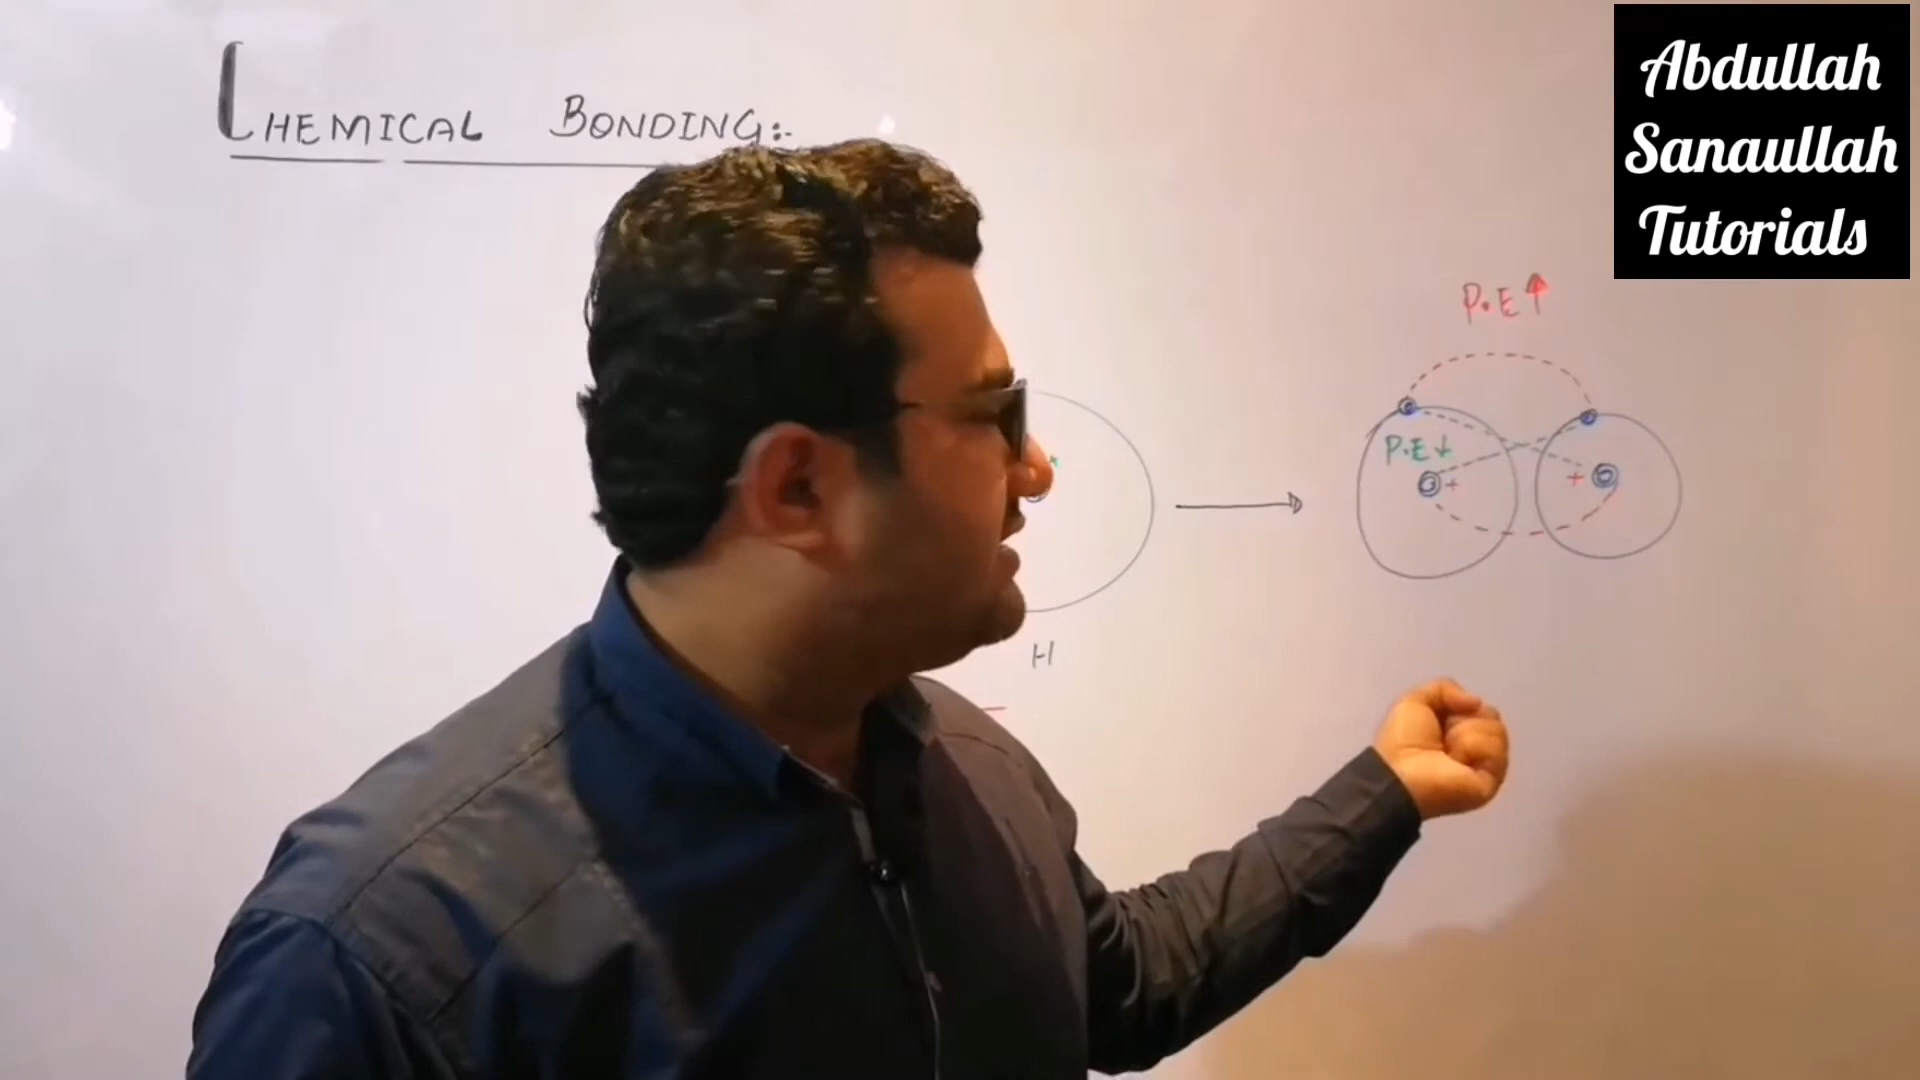 CHEMICAL BONDING:-
Abdullah
Sanaullah
Tutorials
P.E↑
P.E↓
+ +
+
H